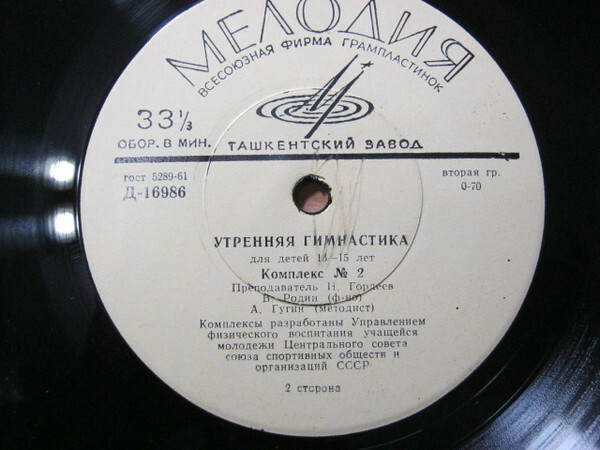 МЕЛОДИЯ
ВСЕСОЮЗНАЯ ФИРМА ГРАМПЛАСТИНОК
33⅓
ОБОР. В МИН.
ТАШКЕНТСКИЙ ЗАВОД
гост 5289-61
Д-16986
вторая гр.
0-70
УТРЕННЯЯ ГИМНАСТИКА
для детей 13—15 лет
Комплекс № 2
Преподаватель Н. Гордеев
В. Родин (ф-но)
А. Гугин (методист)
Комплексы разработаны Управлением
физического воспитания учащейся
молодежи Центрального совета
союза спортивных обществ и
организаций СССР
2 сторона